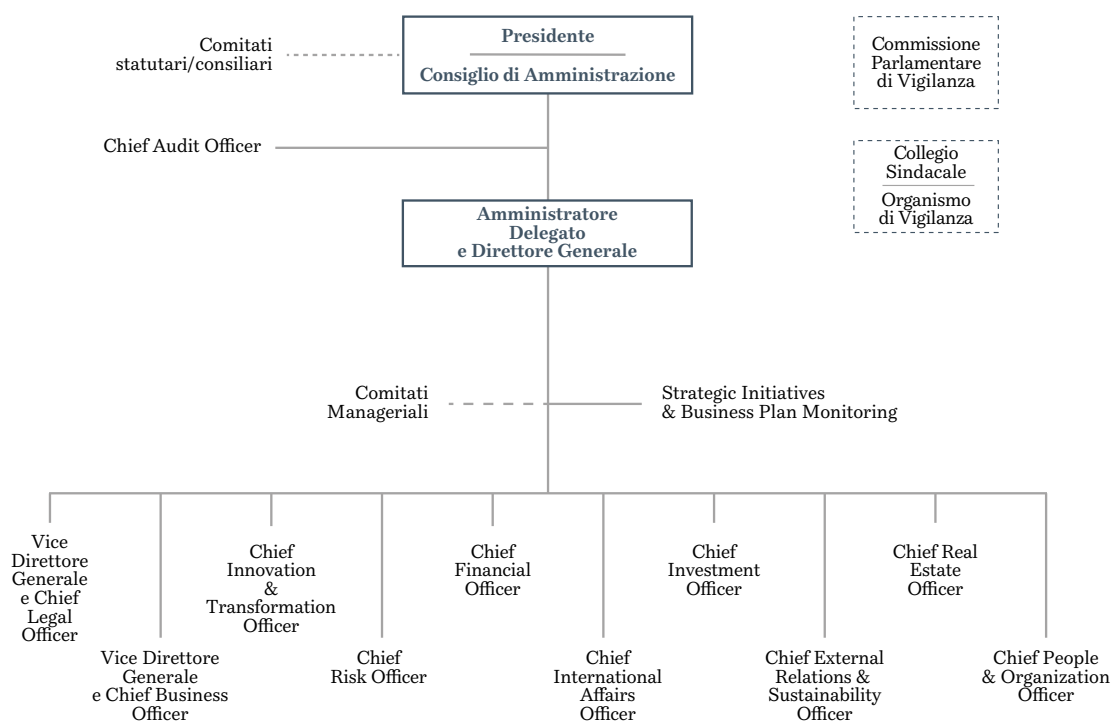 Comitati
statutari/consiliari
Presidente
Consiglio di Amministrazione
Commissione
Parlamentare
di Vigilanza
Chief Audit Officer
Collegio
Sindacale
Organismo
di Vigilanza
Amministratore
Delegato
e Direttore Generale
Comitati
Manageriali
Strategic Initiatives
& Business Plan Monitoring
Vice
Direttore
Generale
e Chief
Legal
Officer
Vice Direttore
Generale
e Chief Business
Officer
Chief
Innovation
&
Transformation
Officer
Chief
Risk Officer
Chief
Financial
Officer
Chief
International
Affairs
Officer
Chief
Investment
Officer
Chief External
Relations &
Sustainability
Officer
Chief Real
Estate
Officer
Chief People
& Organization
Officer